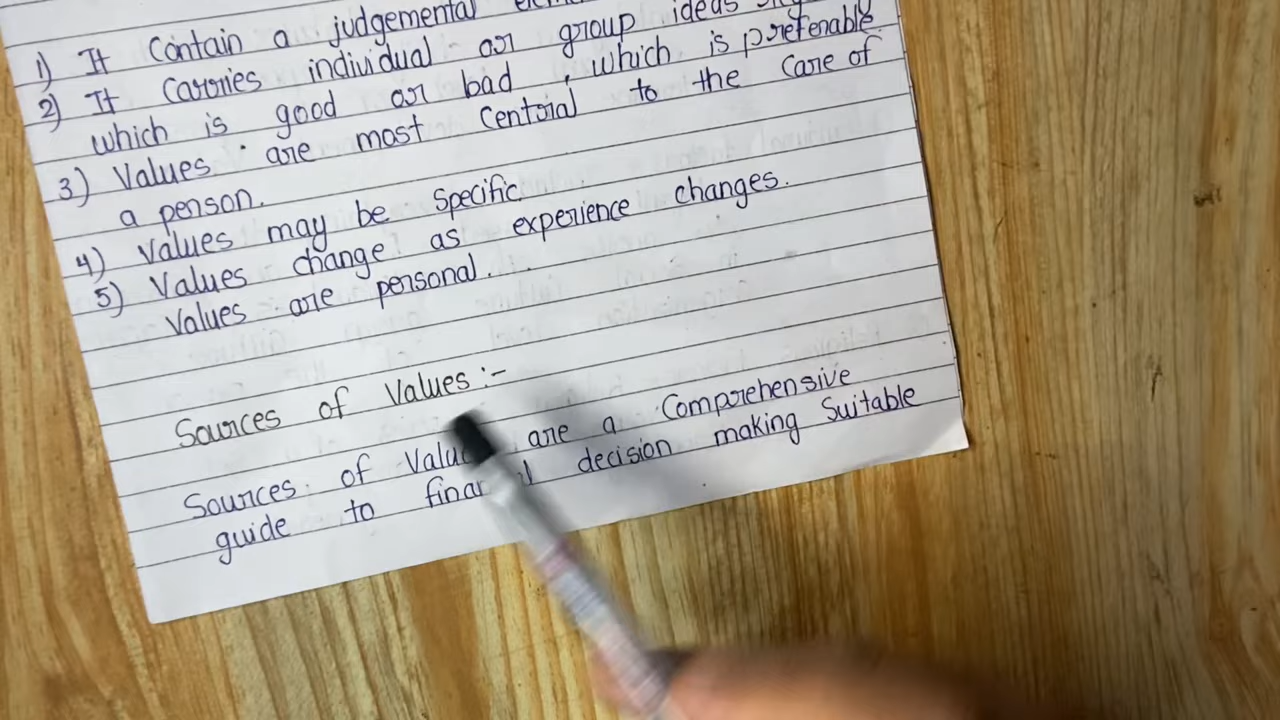 1) It Contain a judgemental
2) It carries individual or group ideas
which is good or bad, which is preferable
3) Values are most central to the care of
a person.
4) Values may be specific
5) Values change as experience changes.
Values are personal.
Sources of Values :-
Sources of are a Comprehensive
guide to decision making Suitable